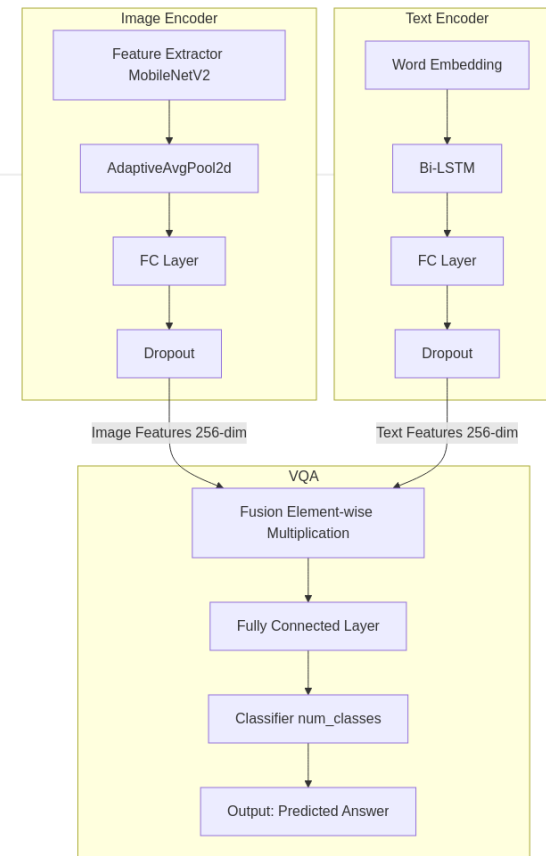 Image Encoder
Feature Extractor
MobileNetV2
AdaptiveAvgPool2d
FC Layer
Dropout
Image Features 256-dim
Text Encoder
Word Embedding
Bi-LSTM
FC Layer
Dropout
Text Features 256-dim
VQA
Fusion Element-wise
Multiplication
Fully Connected Layer
Classifier num_classes
Output: Predicted Answer